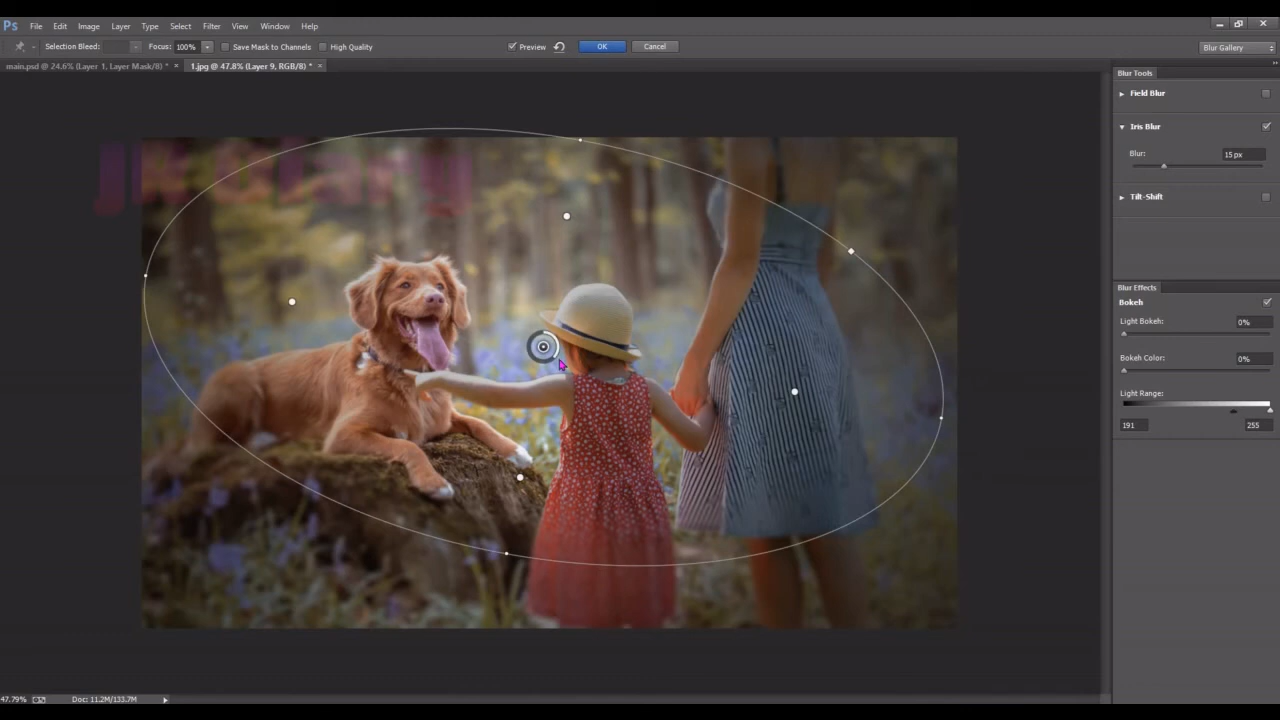 Ps File Edit Image Layer Type Select Filter View Window Help
Selection Bleed: Focus: 100% Save Mask to Channels High Quality Preview OK Cancel Blur Gallery
main.psd @ 24.6% (Layer 1, Layer Mask/8) * × 1.jpg @ 47.8% (Layer 9, RGB/8) * ×
Blur Tools
Field Blur
Iris Blur
Blur: 15 px
Tilt-Shift
Blur Effects
Bokeh
Light Bokeh: 0%
Bokeh Color: 0%
Light Range:
191 255
47.79% Doc: 11.2M/133.7M